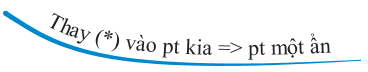 Thay (*) vào pt kia => pt một ẩn